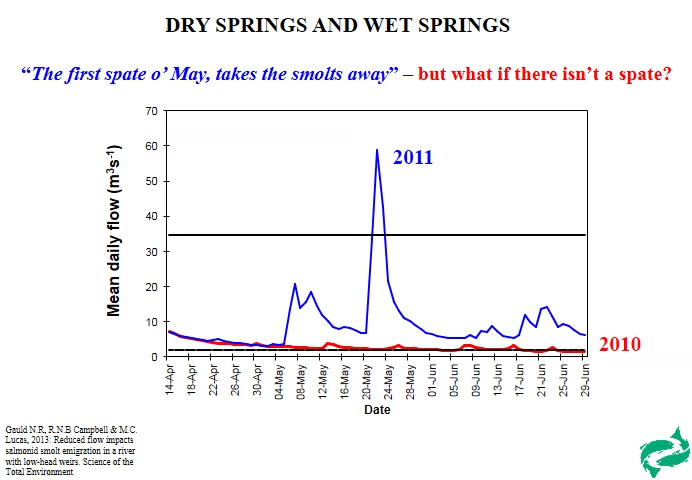 DRY SPRINGS AND WET SPRINGS
“The first spate o’ May, takes the smolts away” – but what if there isn’t a spate?
70
60
50
40
30
20
10
0
Mean daily flow (m3s-1)
2011
2010
14-Apr
18-Apr
22-Apr
26-Apr
30-Apr
04-May
08-May
12-May
16-May
20-May
24-May
28-May
01-Jun
05-Jun
09-Jun
13-Jun
17-Jun
21-Jun
25-Jun
29-Jun
Date
Gauld N.R, R.N.B Campbell & M.C.
Lucas, 2013: Reduced flow impacts
salmonid smolt emigration in a river
with low-head weirs. Science of the
Total Environment